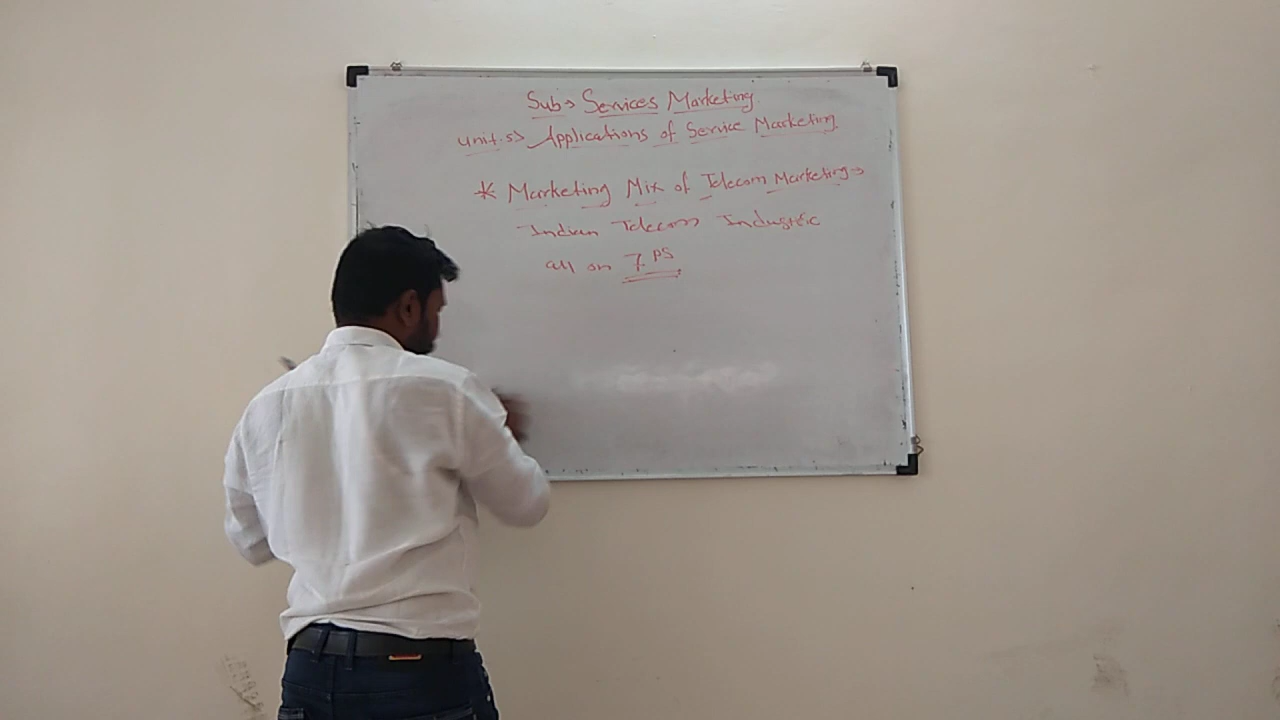 Sub→ Services Marketing
Unit.5> Applications of Service Marketing.
* Marketing Mix of Telecom Marketing→
Indian Telecom Industric
all on 7 PS